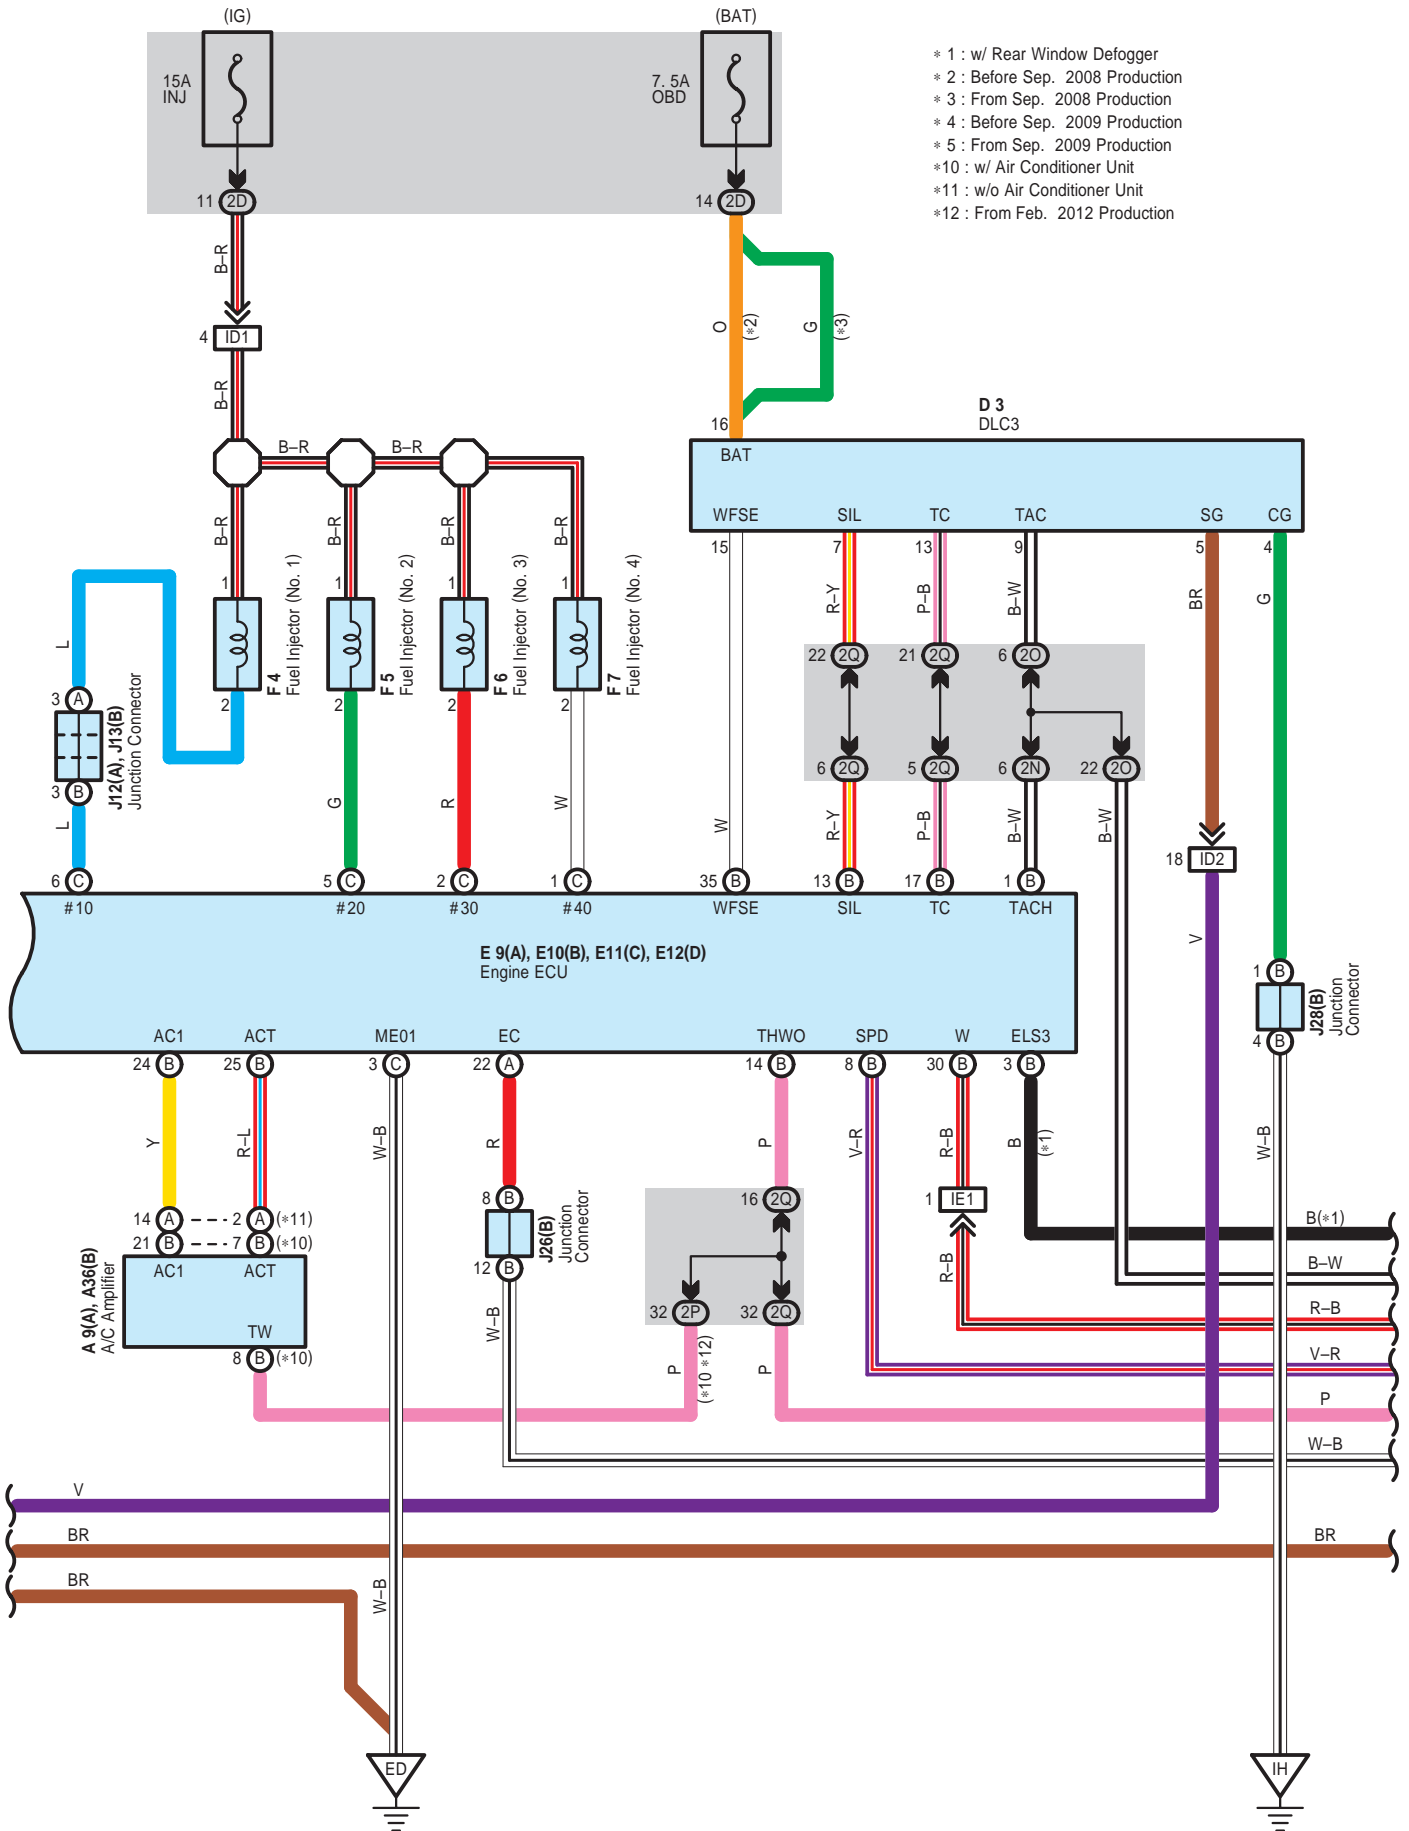 (IG)
(BAT)
15A
INJ
7. 5A
OBD
∗ 1 : w/ Rear Window Defogger
∗ 2 : Before Sep. 2008 Production
∗ 3 : From Sep. 2008 Production
∗ 4 : Before Sep. 2009 Production
∗ 5 : From Sep. 2009 Production
∗10 : w/ Air Conditioner Unit
∗11 : w/o Air Conditioner Unit
∗12 : From Feb. 2012 Production
11 2D
14 2D
B–R
4 ID1
O
(∗2)
G
(∗3)
B–R
B–R
B–R
16
D 3
DLC3
BAT
WFSE
SIL
TC
TAC
SG
CG
15
7
13
9
5
4
B–R
B–R
B–R
B–R
1
1
1
1
F 4
Fuel Injector (No. 1)
F 5
Fuel Injector (No. 2)
F 6
Fuel Injector (No. 3)
F 7
Fuel Injector (No. 4)
2
2
2
2
R–Y
P–B
B–W
BR
G
L
3 A
J12(A), J13(B)
Junction Connector
3 B
L
22 2Q
21 2Q
6 2O
6 2Q
5 2Q
6 2N
22 2O
G
R
W
W
R–Y
P–B
B–W
B–W
18 ID2
V
6 C
5 C
2 C
1 C
35 B
13 B
17 B
1 B
#10
#20
#30
#40
WFSE
SIL
TC
TACH
E 9(A), E10(B), E11(C), E12(D)
Engine ECU
1 B
J28(B)
Junction
Connector
4 B
AC1
ACT
ME01
EC
THWO
SPD
W
ELS3
24 B
25 B
3 C
22 A
14 B
8 B
30 B
3 B
Y
R–L
W–B
R
P
V–R
R–B
B
(∗1)
W–B
14 A
2 A (∗11)
21 B
7 B (∗10)
AC1
ACT
A 9(A), A36(B)
A/C Amplifier
TW
8 B (∗10)
8 B
J26(B)
Junction
Connector
12 B
W–B
16 2Q
32 2P
32 2Q
P
(∗10 ∗12)
P
1 IE1
R–B
B(∗1)
B–W
R–B
V–R
P
W–B
V
BR
BR
BR
W–B
ED
IH